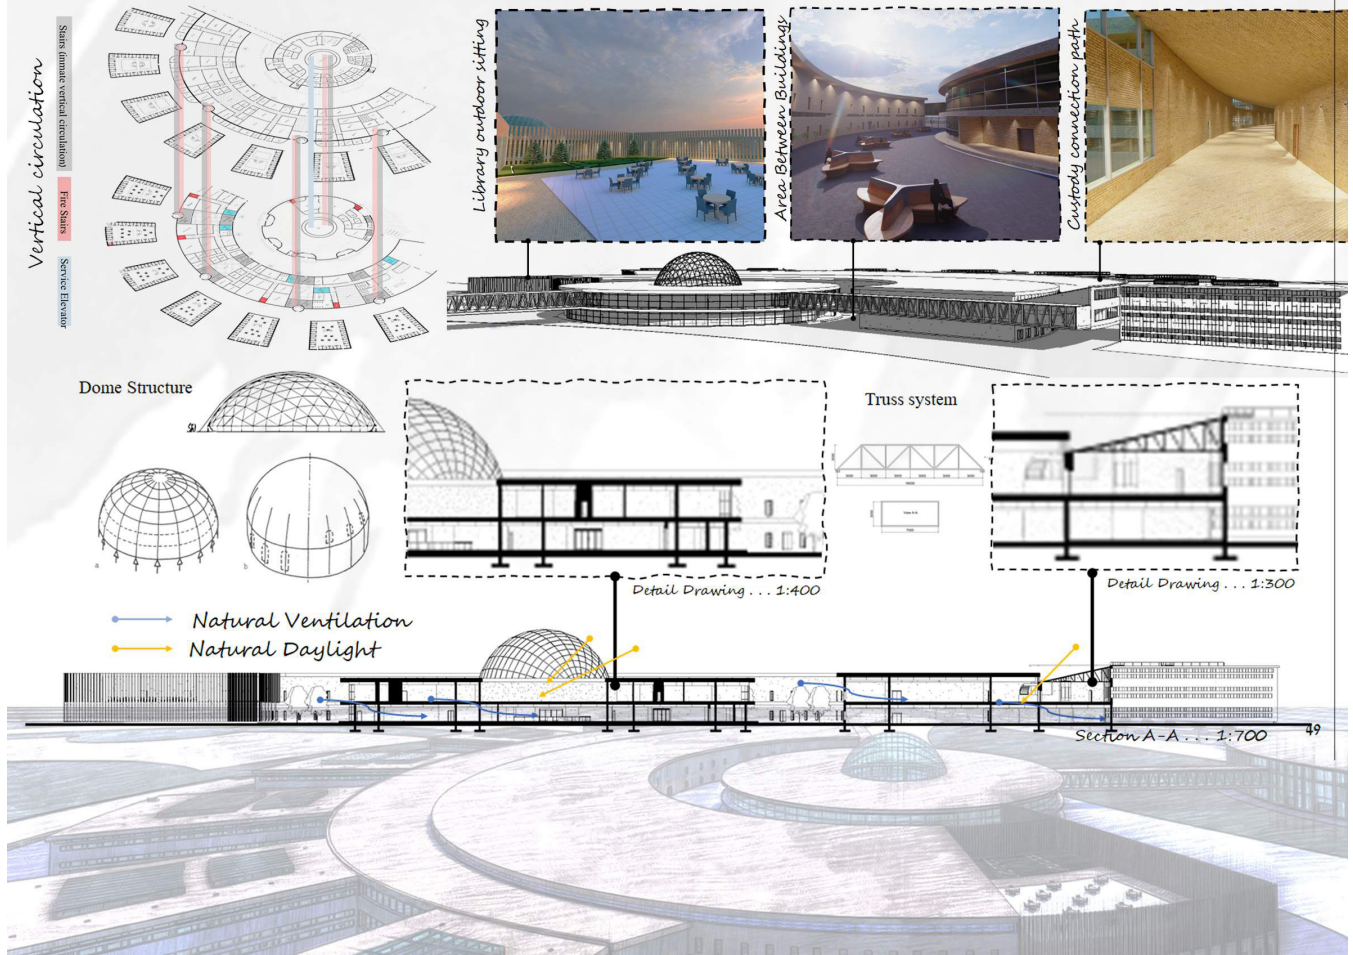 Vertical circulation
Stairs (inmate vertical circulation)
Fire Stairs
Service Elevator
Library outdoor sitting
Area Between Buildings
Custody connection path
Dome Structure
Truss system
a
b
Detail Drawing . . . 1:400
Detail Drawing . . . 1:300
Natural Ventilation
Natural Daylight
Section A-A . . . 1:700
49